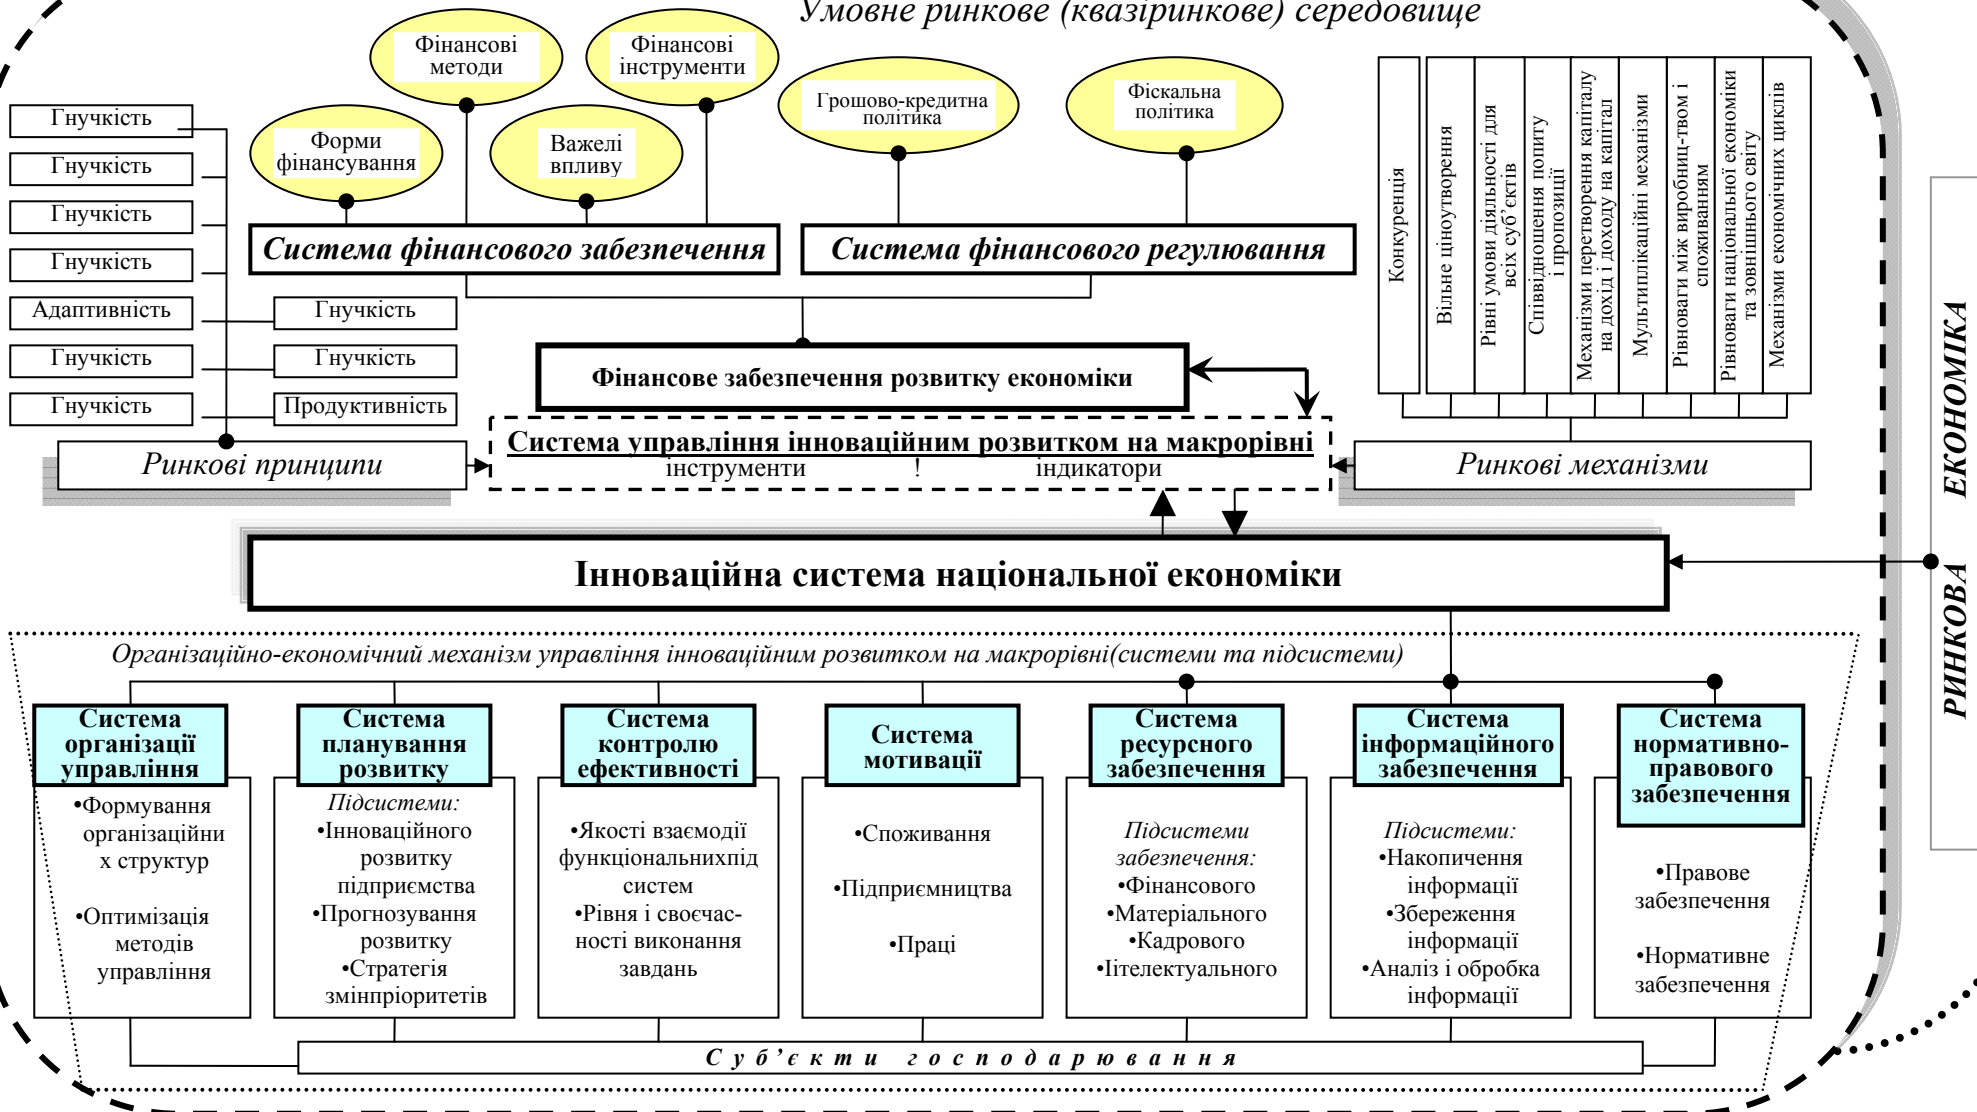 Умовне ринкове (квазіринкове) середовище
Фінансові
методи
Фінансові
інструменти
Форми
фінансування
Важелі
впливу
Грошово-кредитна
політика
Фіскальна
політика
Гнучкість
Гнучкість
Гнучкість
Гнучкість
Адаптивність
Гнучкість
Гнучкість
Гнучкість
Гнучкість
Продуктивність
Система фінансового забезпечення
Система фінансового регулювання
Фінансове забезпечення розвитку економіки
Конкуренція
Вільне ціноутворення
Рівні умови діяльності для
всіх суб’єктів
Співвідношення попиту
і пропозиції
Механізми перетворення капіталу
на дохід і доходу на капітал
Мультиплікаційні механізми
Рівноваги між виробниц-твом і
споживанням
Рівноваги національної економіки
та зовнішнього світу
Механізми економічних циклів
Ринкові принципи
Система управління інноваційним розвитком на макрорівні
інструменти ! індикатори
Ринкові механізми
Інноваційна система національної економіки
РИНКОВА ЕКОНОМІКА
Організаційно-економічний механізм управління інноваційним розвитком на макрорівні(системи та підсистеми)
Система
організації
управління
•Формування
організаційни
х структур
•Оптимізація
методів
управління
Система
планування
розвитку
Підсистеми:
•Інноваційного
розвитку
підприємства
•Прогнозування
розвитку
•Стратегія
змінпріоритетів
Система
контролю
ефективності
•Якості взаємодії
функціональнихпід
систем
•Рівня і своєчас-
ності виконання
завдань
Система
мотивації
•Споживання
•Підприємництва
•Праці
Система
ресурсного
забезпечення
Підсистеми
забезпечення:
•Фінансового
•Матеріального
•Кадрового
•Іітелектуального
Система
інформаційного
забезпечення
Підсистеми:
•Накопичення
інформації
•Збереження
інформації
•Аналіз і обробка
інформації
Система
нормативно-
правового
забезпечення
•Правове
забезпечення
•Нормативне
забезпечення
Суб’єкти господарювання